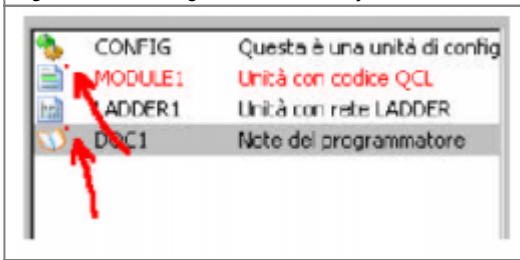 CONFIG Questa è una unità di config
MODULE1 Unità con codice QCL
LADDER1 Unità con rete LADDER
DOC1 Note del programmatore